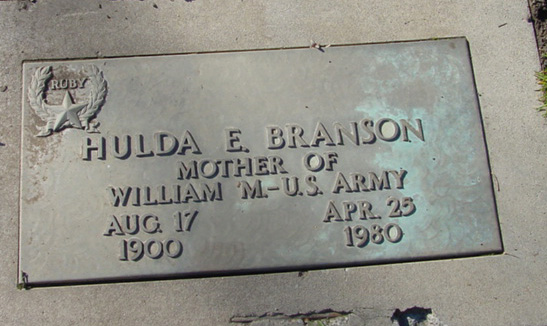 RUBY
HULDA E. BRANSON
MOTHER OF
WILLIAM M.-U.S. ARMY
AUG. 17 APR. 25
1900 1980